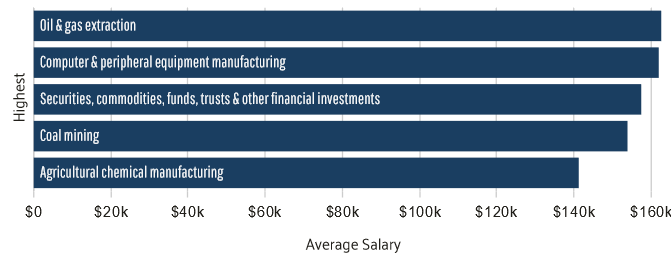 Oil & gas extraction
Computer & peripheral equipment manufacturing
Securities, commodities, funds, trusts & other financial investments
Coal mining
Agricultural chemical manufacturing
Highest
$0 $20k $40k $60k $80k $100k $120k $140k $160k
Average Salary